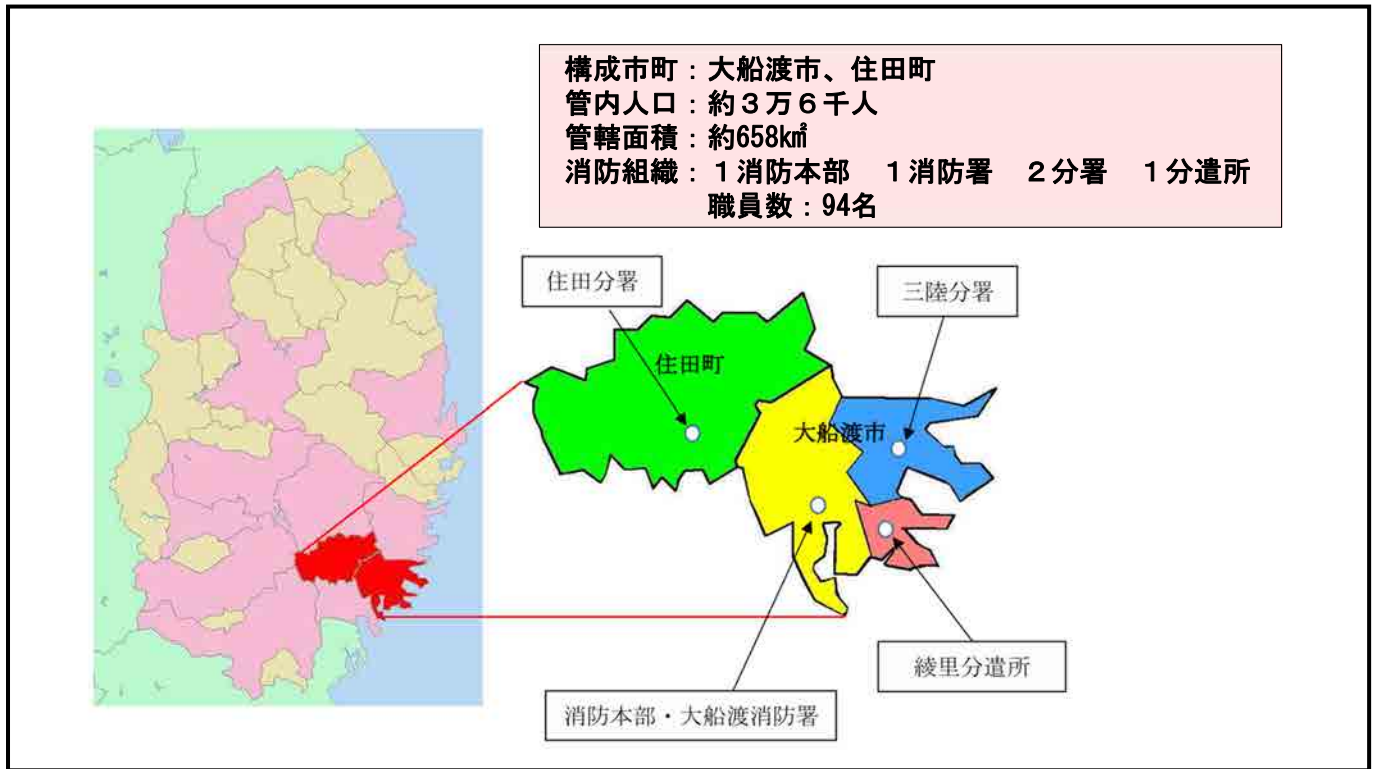 構成市町：大船渡市、住田町
管内人口：約３万６千人
管轄面積：約658㎢
消防組織：１消防本部　１消防署　２分署　１分遣所
職員数：94名
住田分署
三陸分署
住田町
大船渡市
綾里分遣所
消防本部・大船渡消防署